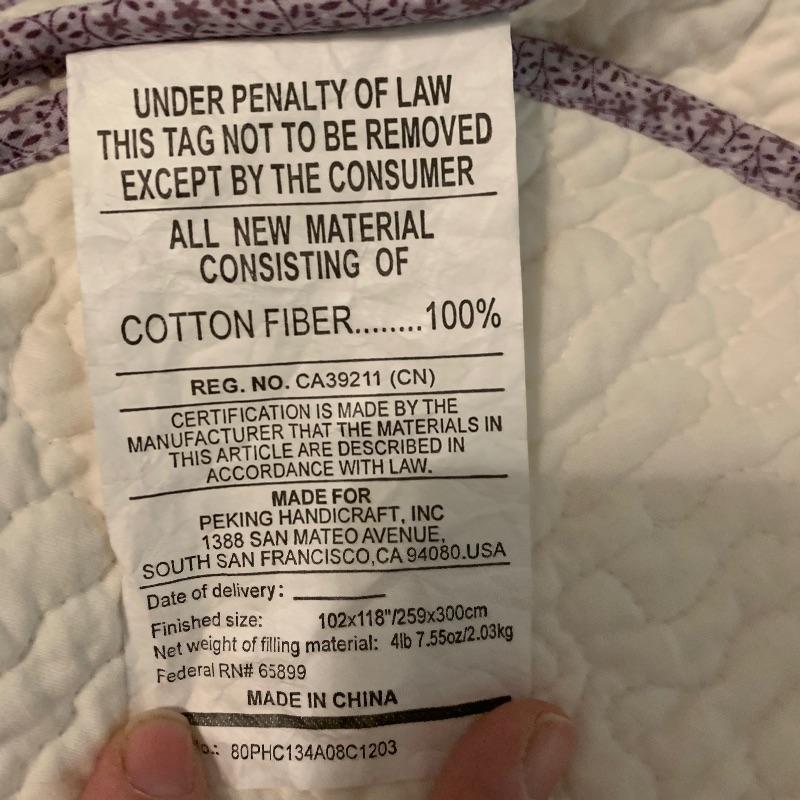 UNDER PENALTY OF LAW
THIS TAG NOT TO BE REMOVED
EXCEPT BY THE CONSUMER
ALL NEW MATERIAL
CONSISTING OF
COTTON FIBER........100%
REG. NO. CA39211 (CN)
CERTIFICATION IS MADE BY THE
MANUFACTURER THAT THE MATERIALS IN
THIS ARTICLE ARE DESCRIBED IN
ACCORDANCE WITH LAW.
MADE FOR
PEKING HANDICRAFT, INC
1388 SAN MATEO AVENUE,
SOUTH SAN FRANCISCO,CA 94080.USA
Date of delivery: ________
Finished size: 102x118"/259x300cm
Net weight of filling material: 4lb 7.55oz/2.03kg
Federal RN# 65899
MADE IN CHINA
80PHC134A08C1203